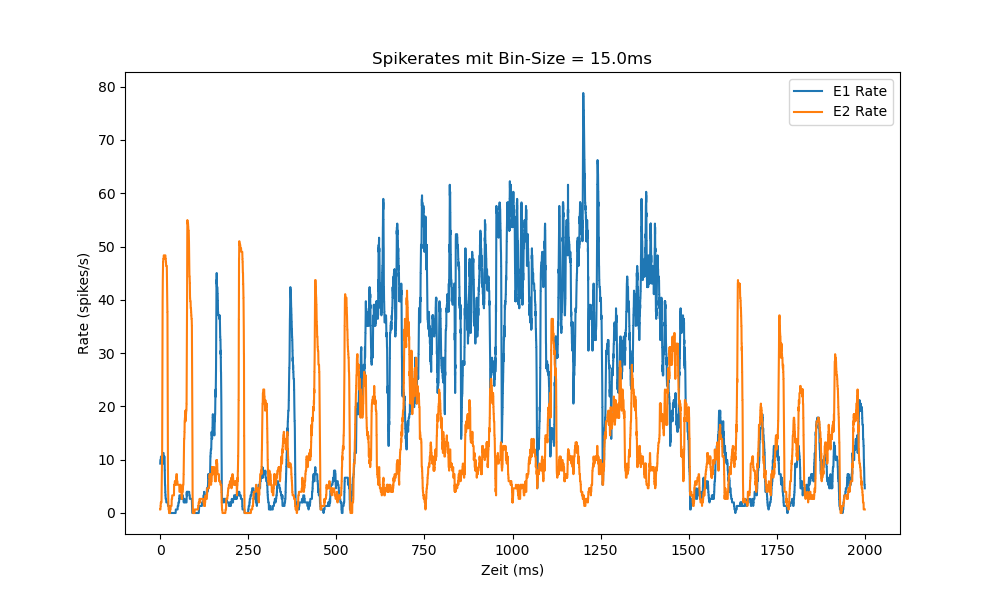 Spikerates mit Bin-Size = 15.0ms
E1 Rate
E2 Rate
Rate (spikes/s)
80
70
60
50
40
30
20
10
0
0 250 500 750 1000 1250 1500 1750 2000
Zeit (ms)